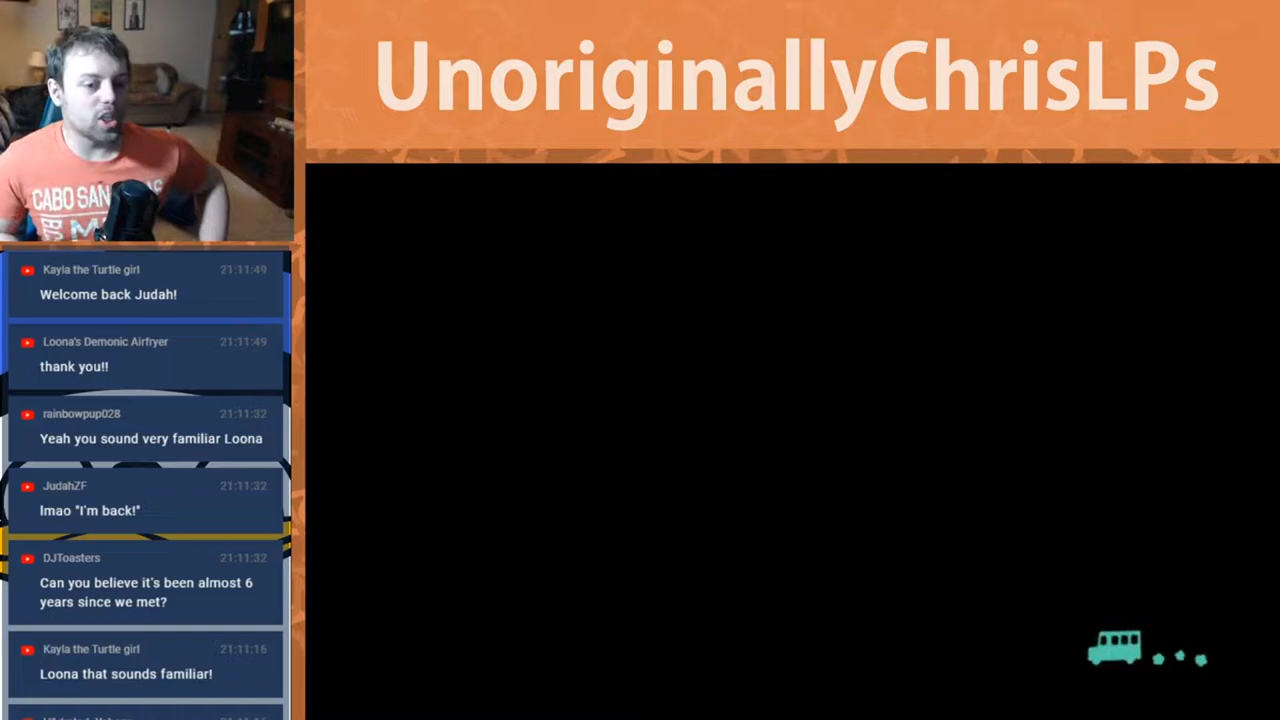 UnoriginallyChrisLPs
CABO SAN
Kayla the Turtle girl 21:11:49
Welcome back Judah!
Loona's Demonic Airfryer 21:11:49
thank you!!
rainbowpup028 21:11:32
Yeah you sound very familiar Loona
JudahZF 21:11:32
lmao "I'm back!"
DJToasters 21:11:32
Can you believe it's been almost 6
years since we met?
Kayla the Turtle girl 21:11:16
Loona that sounds familiar!